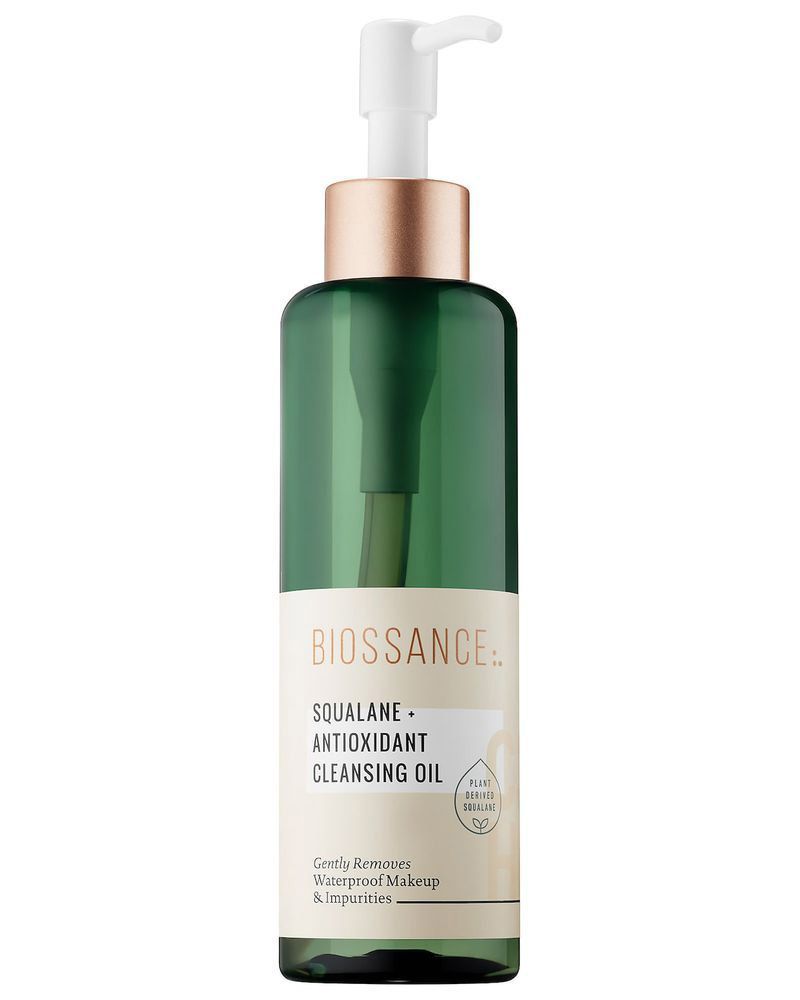 BIOSSANCE:.
SQUALANE +
ANTIOXIDANT
CLEANSING OIL
PLANT
DERIVED
SQUALANE
Gently Removes
Waterproof Makeup
& Impurities